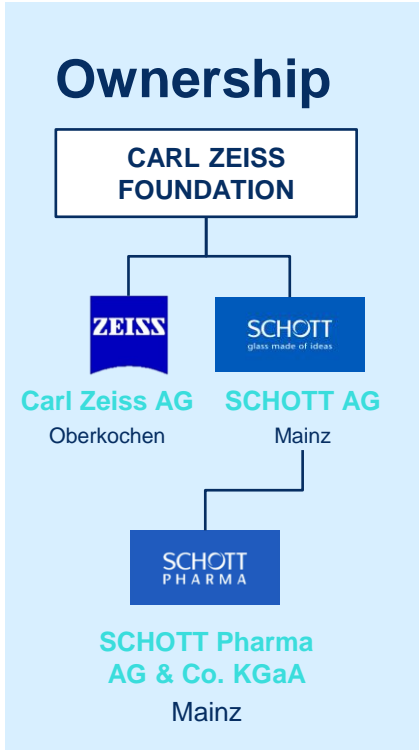 Ownership
CARL ZEISS
FOUNDATION
ZEISS
SCHOTT
glass made of ideas
Carl Zeiss AG
SCHOTT AG
Oberkochen
Mainz
SCHOTT
PHARMA
SCHOTT Pharma
AG & Co. KGaA
Mainz